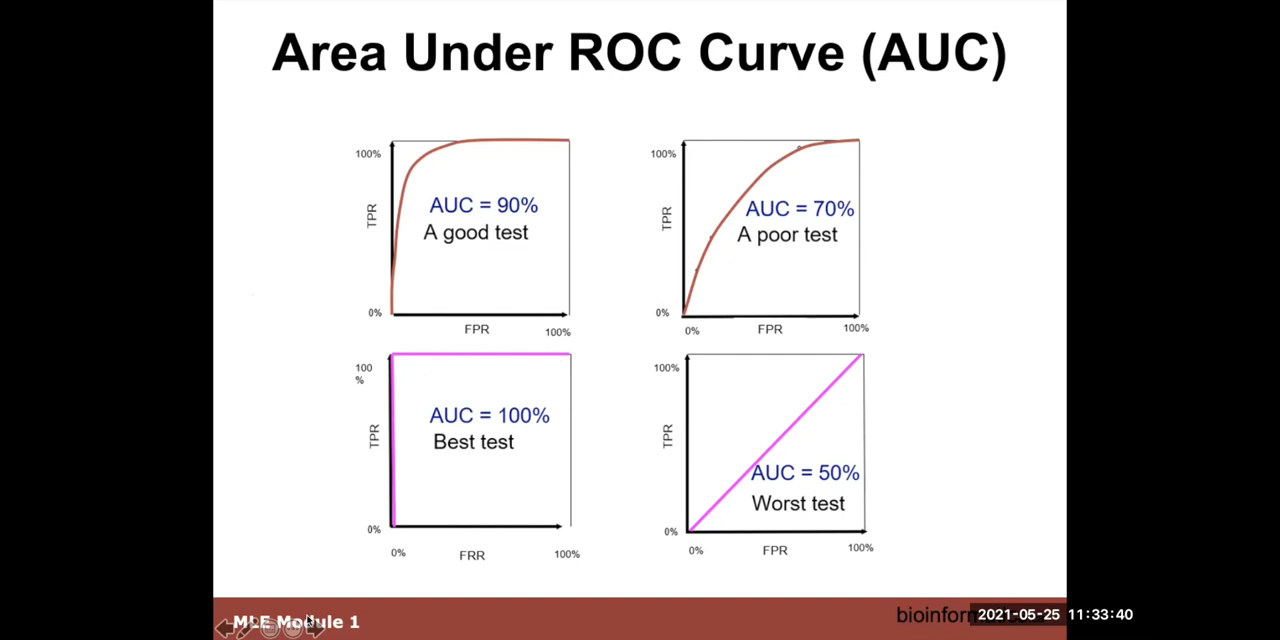 Area Under ROC Curve (AUC)
100%
TPR
AUC = 90%
A good test
0%
FPR
100%
100%
TPR
AUC = 70%
A poor test
0%
0%
FPR
100%
100
%
TPR
AUC = 100%
Best test
0%
0%
FRR
100%
100%
TPR
AUC = 50%
Worst test
0%
0%
FPR
100%
MLE Module 1
2021-05-25 11:33:40